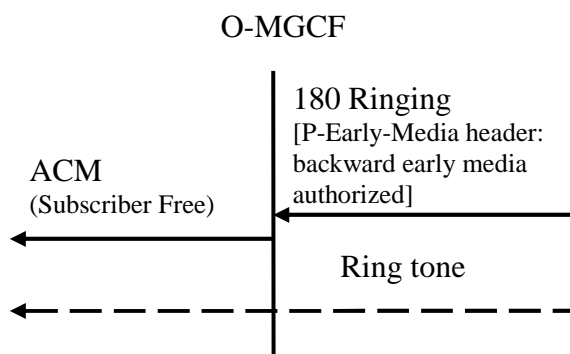 O-MGCF
180 Ringing
[P-Early-Media header:
backward early media
authorized]
ACM
(Subscriber Free)
Ring tone